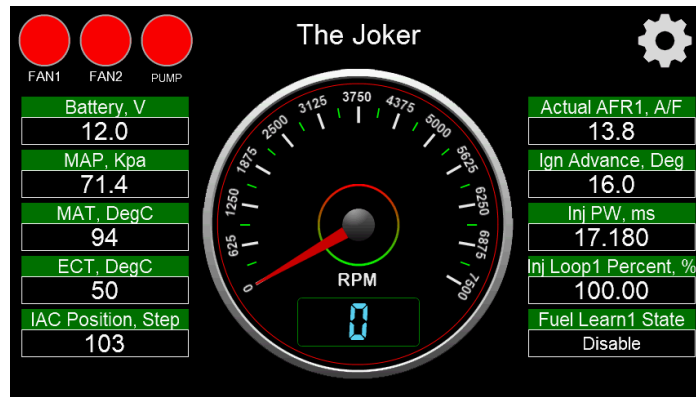 The Joker
FAN1 FAN2 PUMP
Battery, V
12.0
MAP, Kpa
71.4
MAT, DegC
94
ECT, DegC
50
IAC Position, Step
103
0
625
1250
1875
2500
3125
3750
4375
5000
5625
6250
6875
7500
RPM
0
Actual AFR1, A/F
13.8
Ign Advance, Deg
16.0
Inj PW, ms
17.180
Inj Loop1 Percent, %
100.00
Fuel Learn1 State
Disable